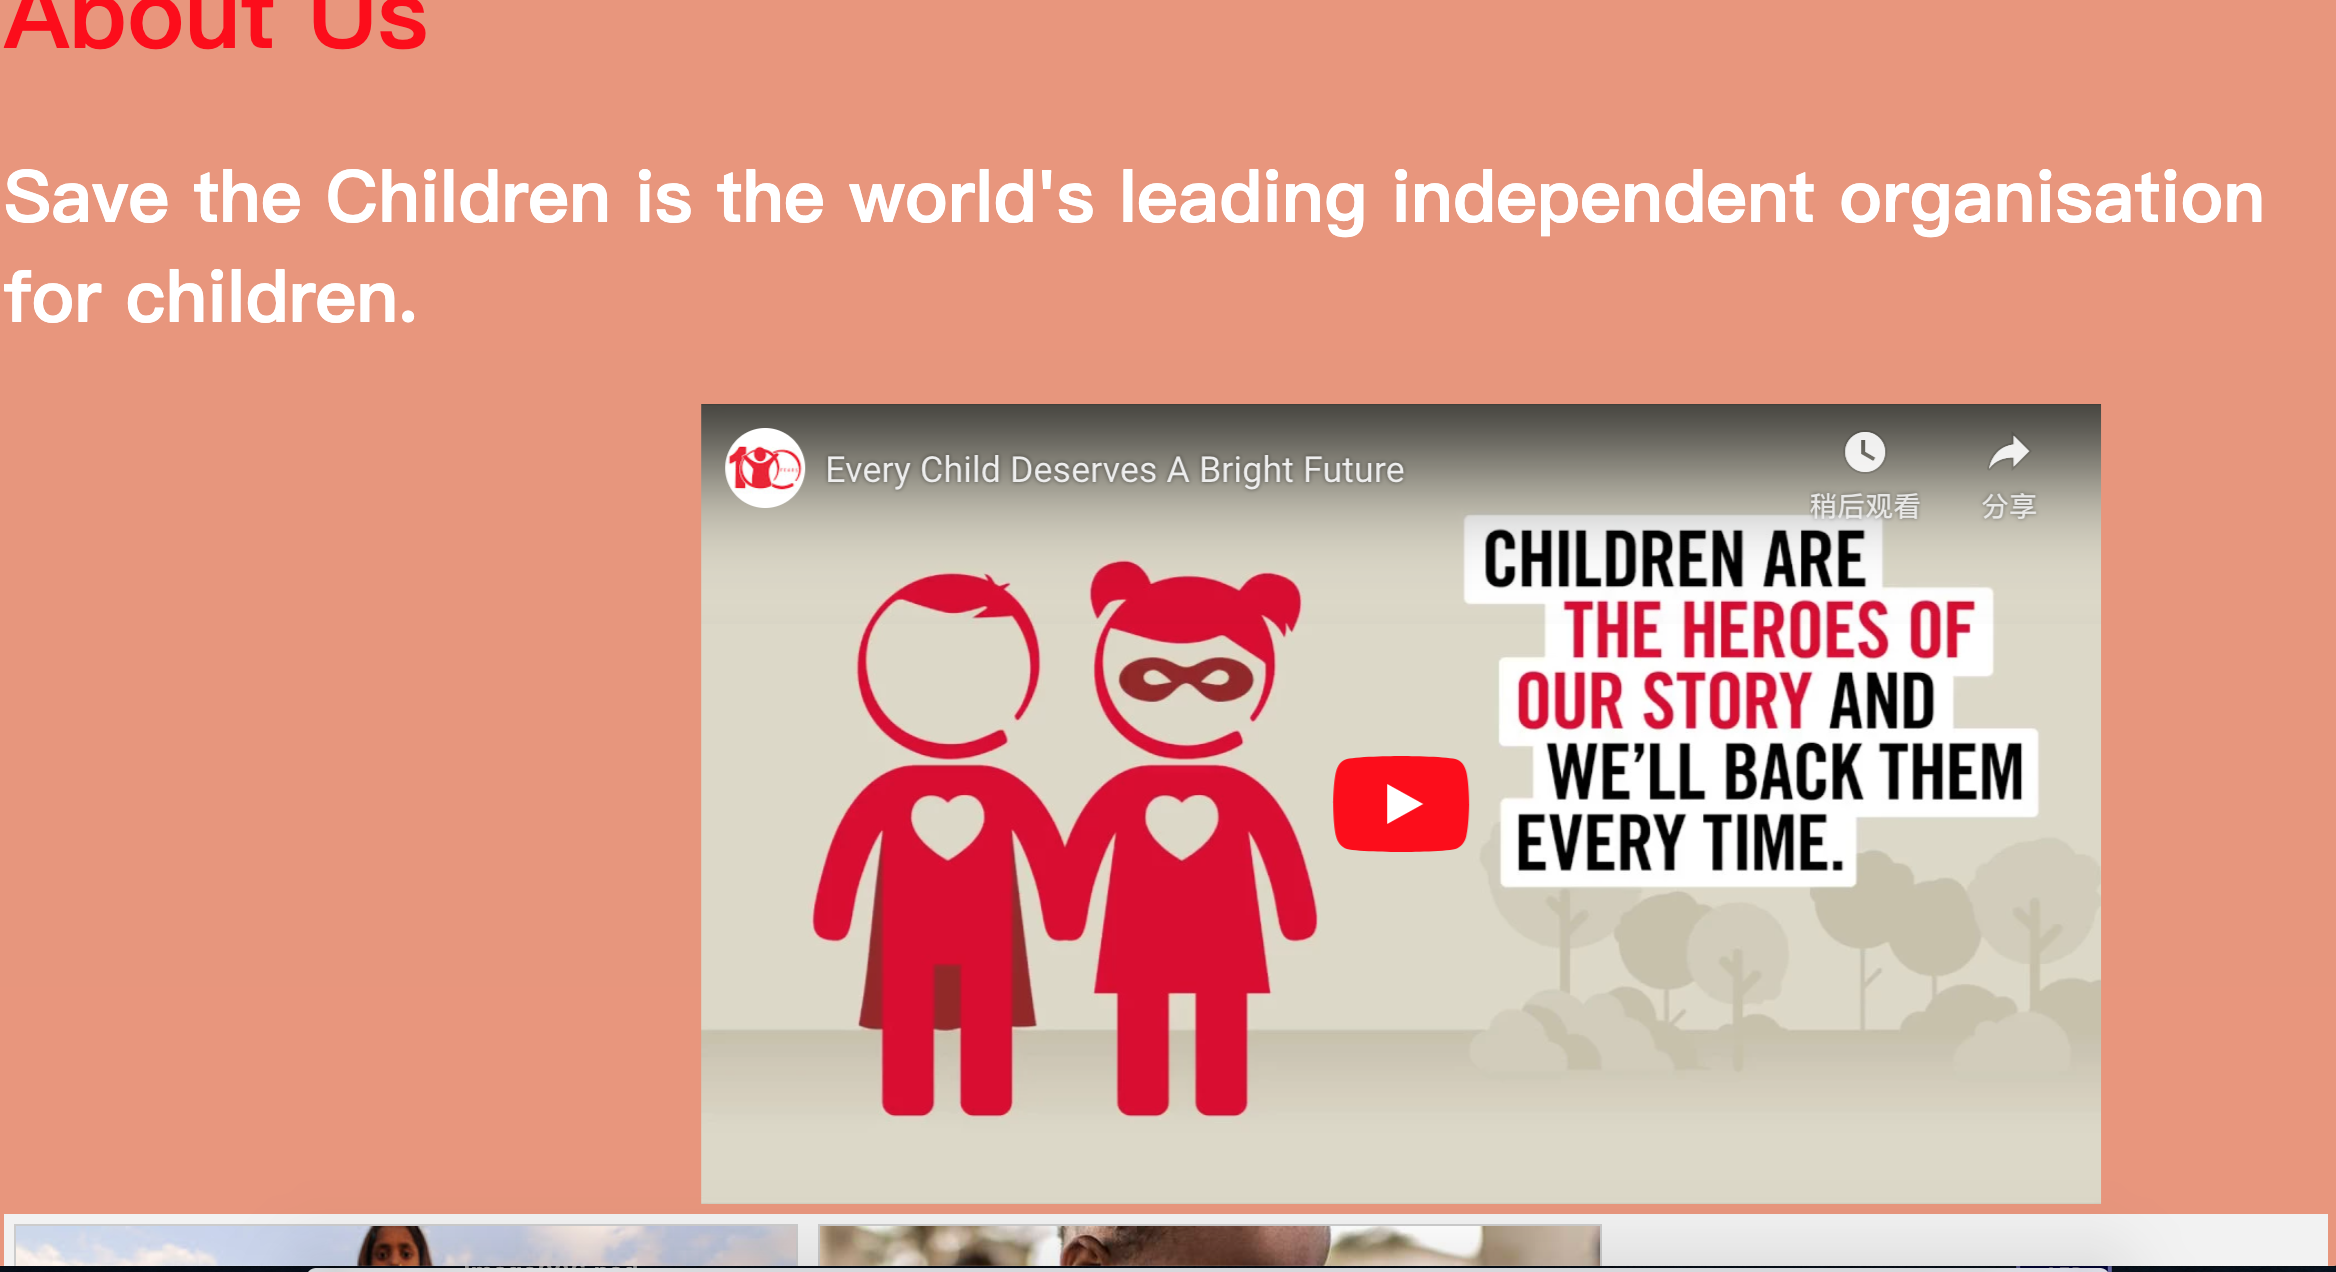 About Us
Save the Children is the world's leading independent organisation
for children.
Every Child Deserves A Bright Future
稍后观看
分享
CHILDREN ARE
THE HEROES OF
OUR STORY AND
WE'LL BACK THEM
EVERY TIME.